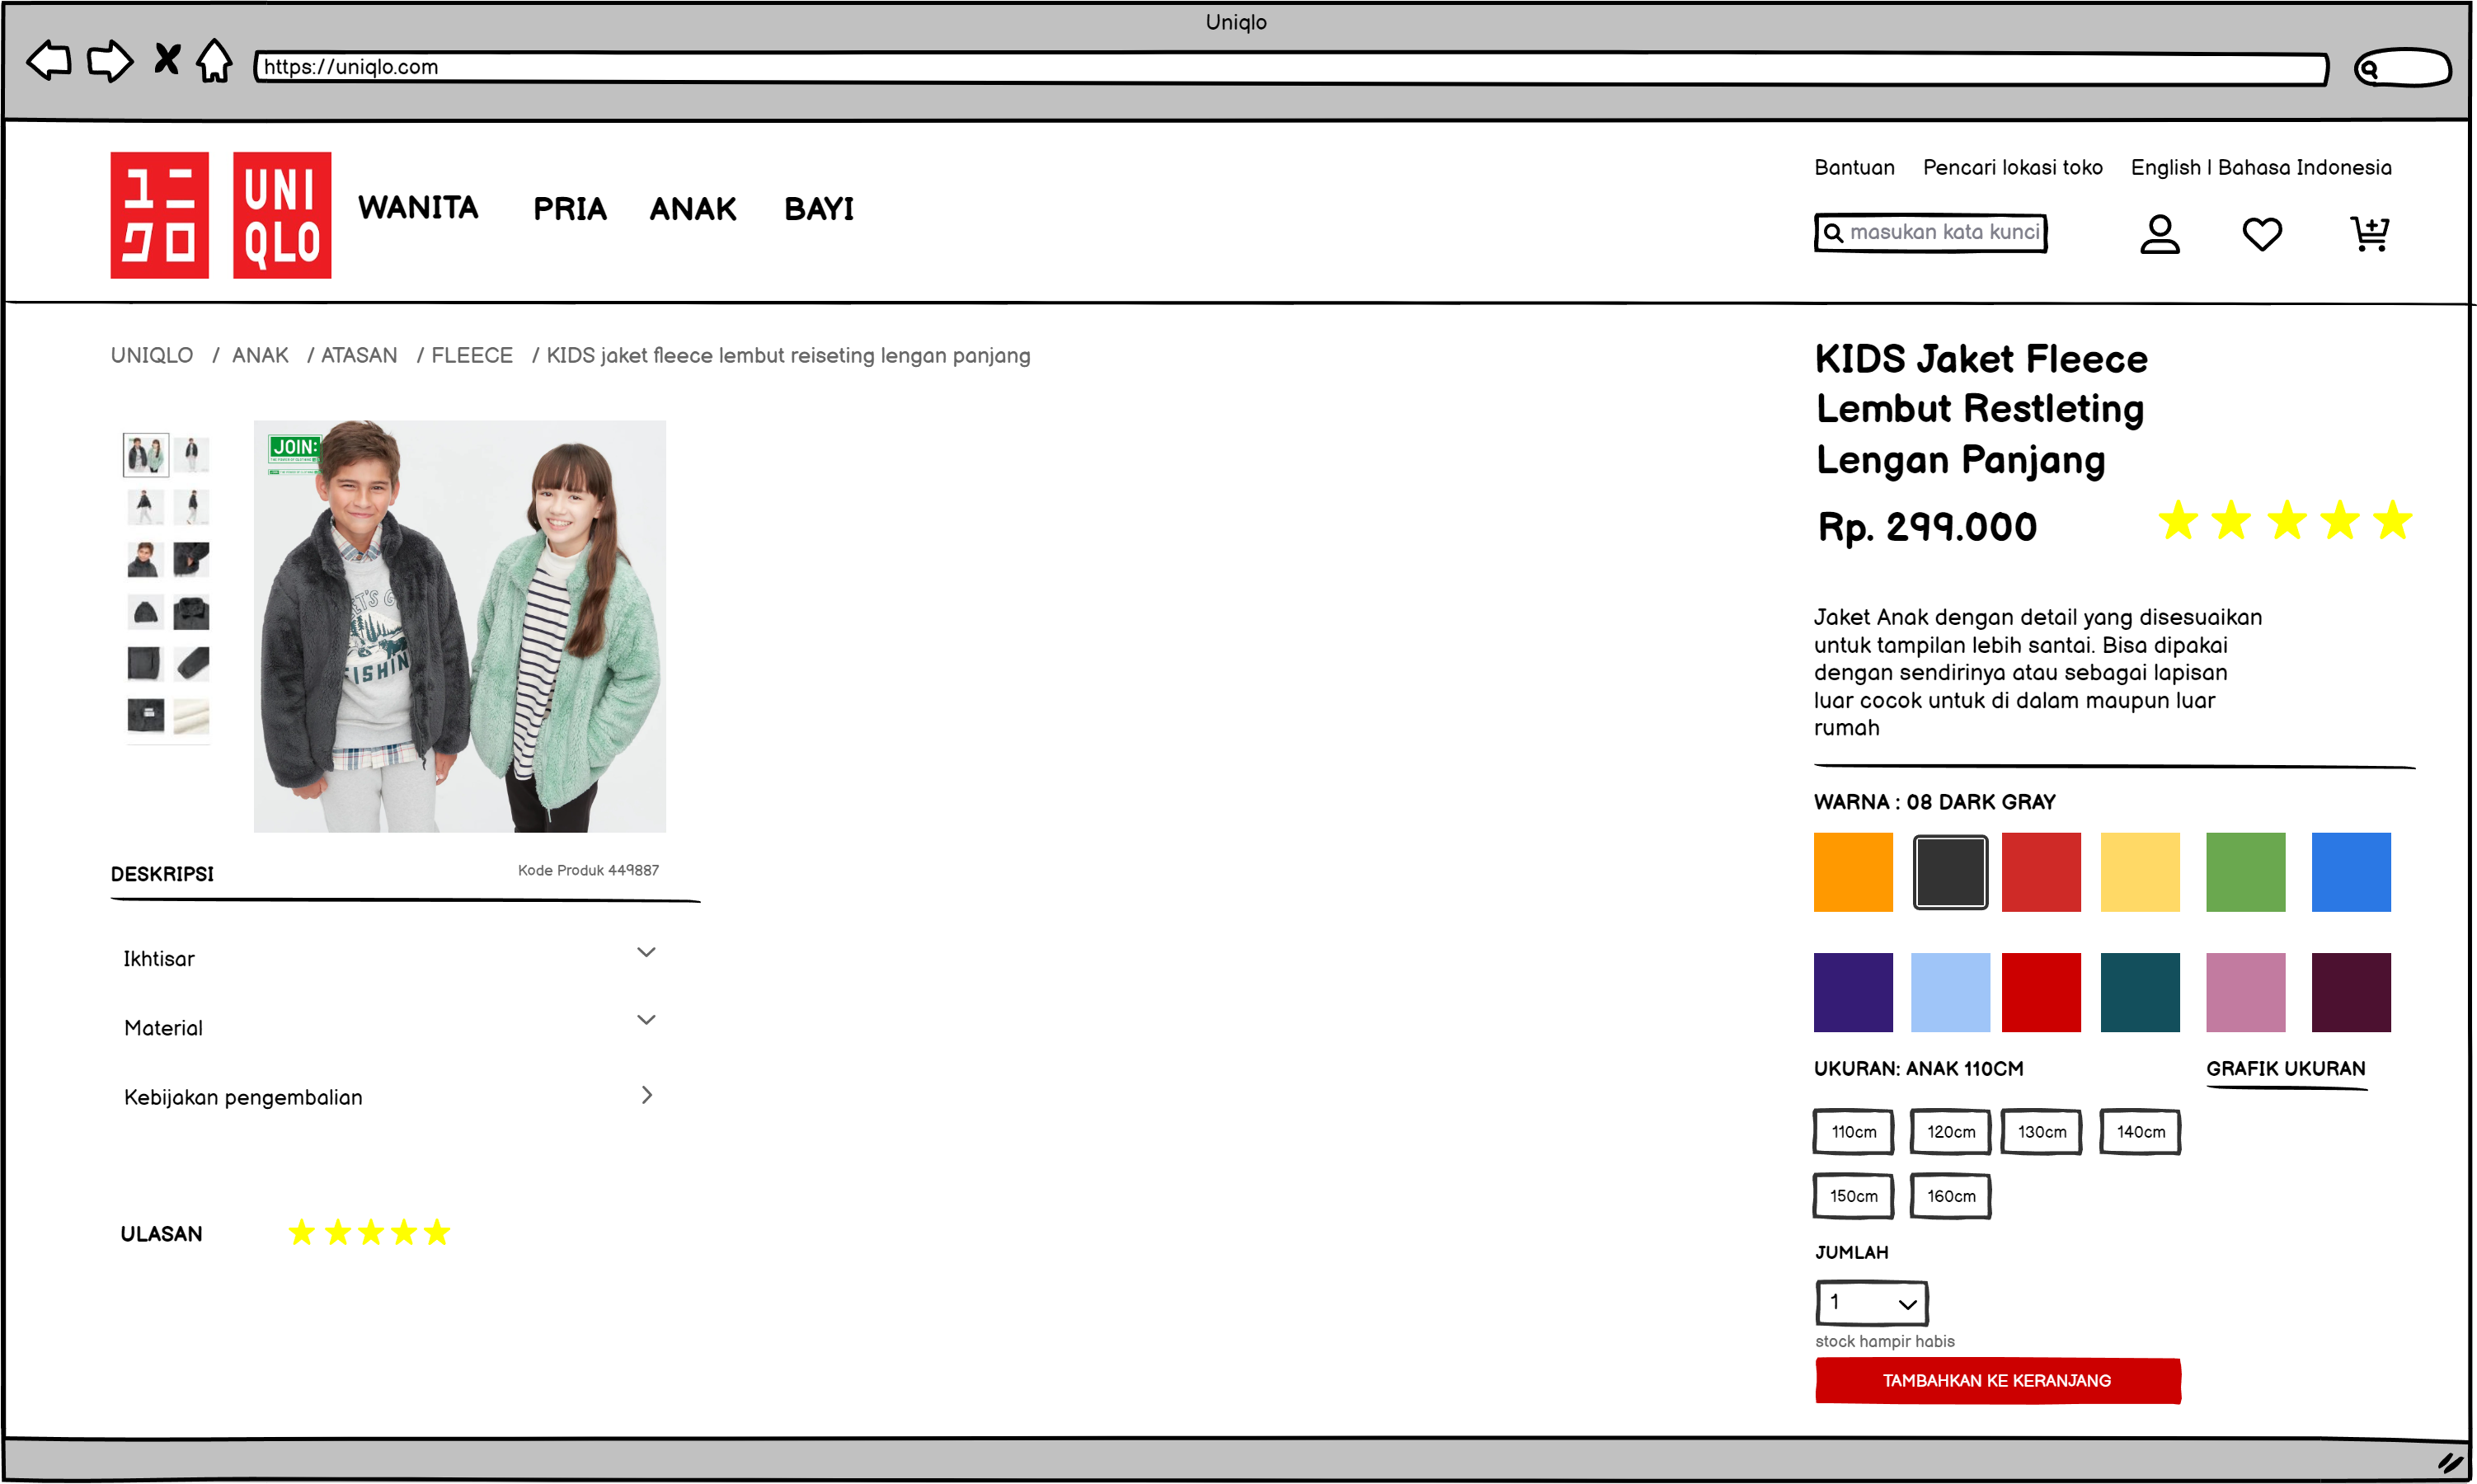 Uniqlo
https://uniqlo.com
ユニ
クロ
UNI
QLO
WANITA PRIA ANAK BAYI
Bantuan Pencari lokasi toko English | Bahasa Indonesia
masukan kata kunci
UNIQLO / ANAK / ATASAN / FLEECE / KIDS jaket fleece lembut reiseting lengan panjang
JOIN:
FISHIN
DESKRIPSI Kode Produk 449887
Ikhtisar
Material
Kebijakan pengembalian
ULASAN
KIDS Jaket Fleece
Lembut Restleting
Lengan Panjang
Rp. 299.000
Jaket Anak dengan detail yang disesuaikan
untuk tampilan lebih santai. Bisa dipakai
dengan sendirinya atau sebagai lapisan
luar cocok untuk di dalam maupun luar
rumah
WARNA : 08 DARK GRAY
UKURAN: ANAK 110CM GRAFIK UKURAN
110cm 120cm 130cm 140cm
150cm 160cm
JUMLAH
1
stock hampir habis
TAMBAHKAN KE KERANJANG